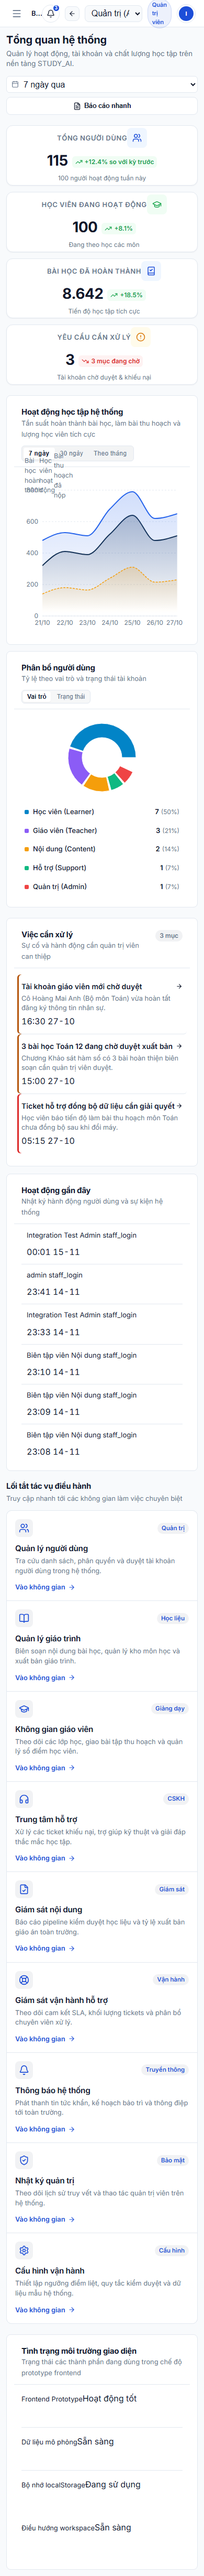 B...
3
Quản trị (A
Quản
trị
viên
I
Tổng quan hệ thống
Quản lý hoạt động, tài khoản và chất lượng học tập trên
nền tảng STUDY_AI.
7 ngày qua
Báo cáo nhanh
TỔNG NGƯỜI DÙNG
115
+12.4% so với kỳ trước
100 người hoạt động tuần này
HỌC VIÊN ĐANG HOẠT ĐỘNG
100
+8.1%
Đang theo học các môn
BÀI HỌC ĐÃ HOÀN THÀNH
8.642
+18.5%
Tiến độ học tập tích cực
YÊU CẦU CẦN XỬ LÝ
3
3 mục đang chờ
Tài khoản chờ duyệt & khiếu nại
Hoạt động học tập hệ thống
Tần suất hoàn thành bài học, làm bài thu hoạch và
lượng học viên tích cực
7 ngày
30 ngày
Theo tháng
Bài học hoàn thành
Học viên hoạt động
Bài thu hoạch đã nộp
800
600
400
200
0
21/10 22/10 23/10 24/10 25/10 26/10 27/10
Phân bổ người dùng
Tỷ lệ theo vai trò và trạng thái tài khoản
Vai trò
Trạng thái
Học viên (Learner) 7 (50%)
Giáo viên (Teacher) 3 (21%)
Nội dung (Content) 2 (14%)
Hỗ trợ (Support) 1 (7%)
Quản trị (Admin) 1 (7%)
Việc cần xử lý
3 mục
Sự cố và hành động cần quản trị viên
can thiệp
Tài khoản giáo viên mới chờ duyệt
Cô Hoàng Mai Anh (Bộ môn Toán) vừa hoàn tất
đăng ký thông tin nhân sự.
16:30 27-10
3 bài học Toán 12 đang chờ duyệt xuất bản
Chương Khảo sát hàm số có 3 bài hoàn thiện biên
soạn cần quản trị viên duyệt.
15:00 27-10
Ticket hỗ trợ đồng bộ dữ liệu cần giải quyết
Học viên báo tiến độ làm bài thu hoạch môn Toán
chưa đồng bộ sau khi đổi máy.
05:15 27-10
Hoạt động gần đây
Nhật ký hành động người dùng và sự kiện hệ
thống
Integration Test Admin staff_login
00:01 15-11
admin staff_login
23:41 14-11
Integration Test Admin staff_login
23:33 14-11
Biên tập viên Nội dung staff_login
23:10 14-11
Biên tập viên Nội dung staff_login
23:09 14-11
Biên tập viên Nội dung staff_login
23:08 14-11
Lối tắt tác vụ điều hành
Truy cập nhanh tới các không gian làm việc chuyên biệt
Quản trị
Quản lý người dùng
Tra cứu danh sách, phân quyền và duyệt tài khoản
người dùng trong hệ thống.
Vào không gian
Học liệu
Quản lý giáo trình
Biên soạn nội dung bài học, quản lý kho môn học và
xuất bản giáo trình.
Vào không gian
Giảng dạy
Không gian giáo viên
Theo dõi các lớp học, giao bài tập thu hoạch và quản
lý sổ điểm học viên.
Vào không gian
CSKH
Trung tâm hỗ trợ
Xử lý các ticket khiếu nại, trợ giúp kỹ thuật và giải đáp
thắc mắc học tập.
Vào không gian
Giám sát
Giám sát nội dung
Báo cáo pipeline kiểm duyệt học liệu và tỷ lệ xuất bản
giáo án toàn trường.
Vào không gian
Vận hành
Giám sát vận hành hỗ trợ
Theo dõi cam kết SLA, khối lượng tickets và phân bổ
chuyên viên xử lý.
Vào không gian
Truyền thông
Thông báo hệ thống
Phát thanh tin tức khẩn, kế hoạch bảo trì và thông điệp
tới toàn trường.
Vào không gian
Bảo mật
Nhật ký quản trị
Theo dõi lịch sử truy vết và thao tác quản trị viên trên
hệ thống.
Vào không gian
Cấu hình
Cấu hình vận hành
Thiết lập ngưỡng điểm liệt, quy tắc kiểm duyệt và dữ
liệu mẫu hệ thống.
Vào không gian
Tình trạng môi trường giao diện
Trạng thái các thành phần đang dùng trong chế độ
prototype frontend
Frontend PrototypeHoạt động tốt
Dữ liệu mô phỏngSẵn sàng
Bộ nhớ localStorageĐang sử dụng
Điều hướng workspaceSẵn sàng